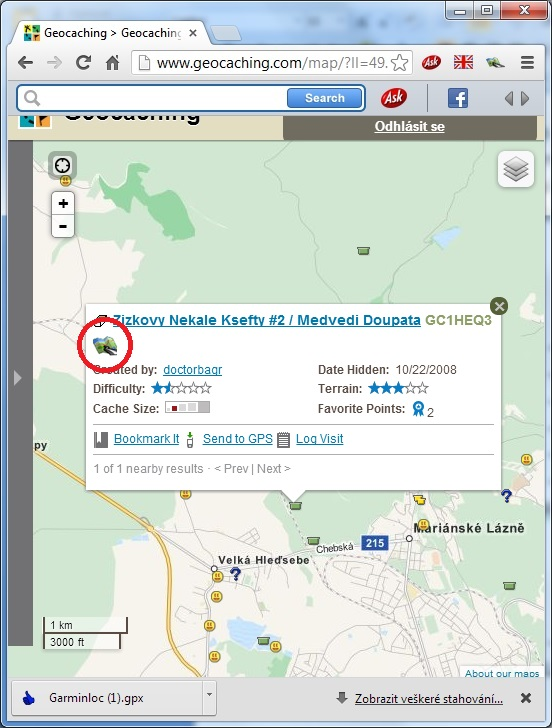 Geocaching > Geocaching
www.geocaching.com/map/?ll=49.
Ask
Search
Ask
Geocaching
Odhlásit se
+
-
Zizkovy Nekale Ksefty #2 / Medvedi Doupata GC1HEQ3
Created by: doctorbagr
Date Hidden: 10/22/2008
Difficulty:
Terrain:
Cache Size:
Favorite Points: 2
Bookmark It
Send to GPS
Log Visit
1 of 1 nearby results · < Prev | Next >
py
Mariánské Lázně
215
Chebská
Velká Hleďsebe
1 km
3000 ft
About our maps
Garminloc (1).gpx
Zobrazit veškeré stahování...